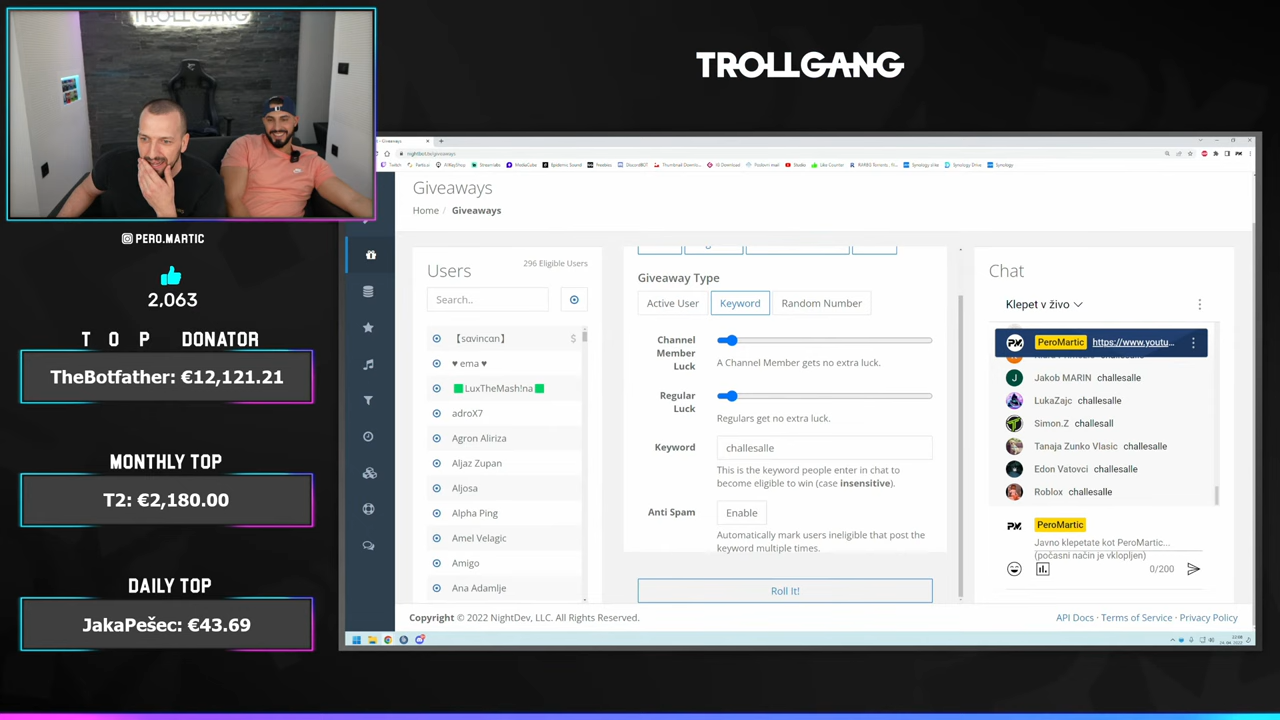 TROLLGANG
TROLLGANG
PERO.MARTIC
2,063
TOP DONATOR
TheBotfather: €12,121.21
MONTHLY TOP
T2: €2,180.00
DAILY TOP
JakaPešec: €43.69
Giveaways
Home / Giveaways
Users
296 Eligible Users
Search..
【sɑvincɑn】 $
♥ ema ♥
🟩LuxTheMash!na🟩
adroX7
Agron Aliriza
Aljaz Zupan
Aljosa
Alpha Ping
Amel Velagic
Amigo
Ana Adamlje
Giveaway Type
Active User
Keyword
Random Number
Channel Member Luck
A Channel Member gets no extra luck.
Regular Luck
Regulars get no extra luck.
Keyword
challesalle
This is the keyword people enter in chat to
become eligible to win (case insensitive).
Anti Spam
Enable
Automatically mark users ineligible that post the
keyword multiple times.
Roll It!
Chat
Klepet v živo
PeroMartic https://www.youtu...
Jakob MARIN challesalle
LukaZajc challesalle
Simon.Z challesall
Tanaja Zunko Vlasic challesalle
Edon Vatovci challesalle
Roblox challesalle
PeroMartic
Javno klepetate kot PeroMartic...
(počasni način je vklopljen)
0/200
Copyright © 2022 NightDev, LLC. All Rights Reserved.
API Docs · Terms of Service · Privacy Policy